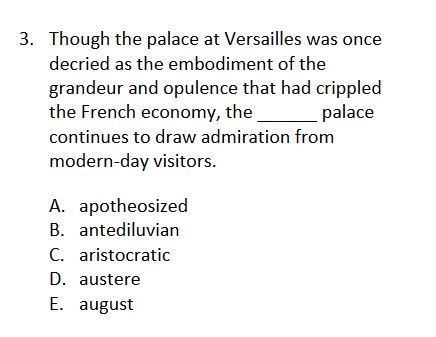 3. Though the palace at Versailles was once
decried as the embodiment of the
grandeur and opulence that had crippled
the French economy, the ______ palace
continues to draw admiration from
modern-day visitors.
A. apotheosized
B. antediluvian
C. aristocratic
D. austere
E. august